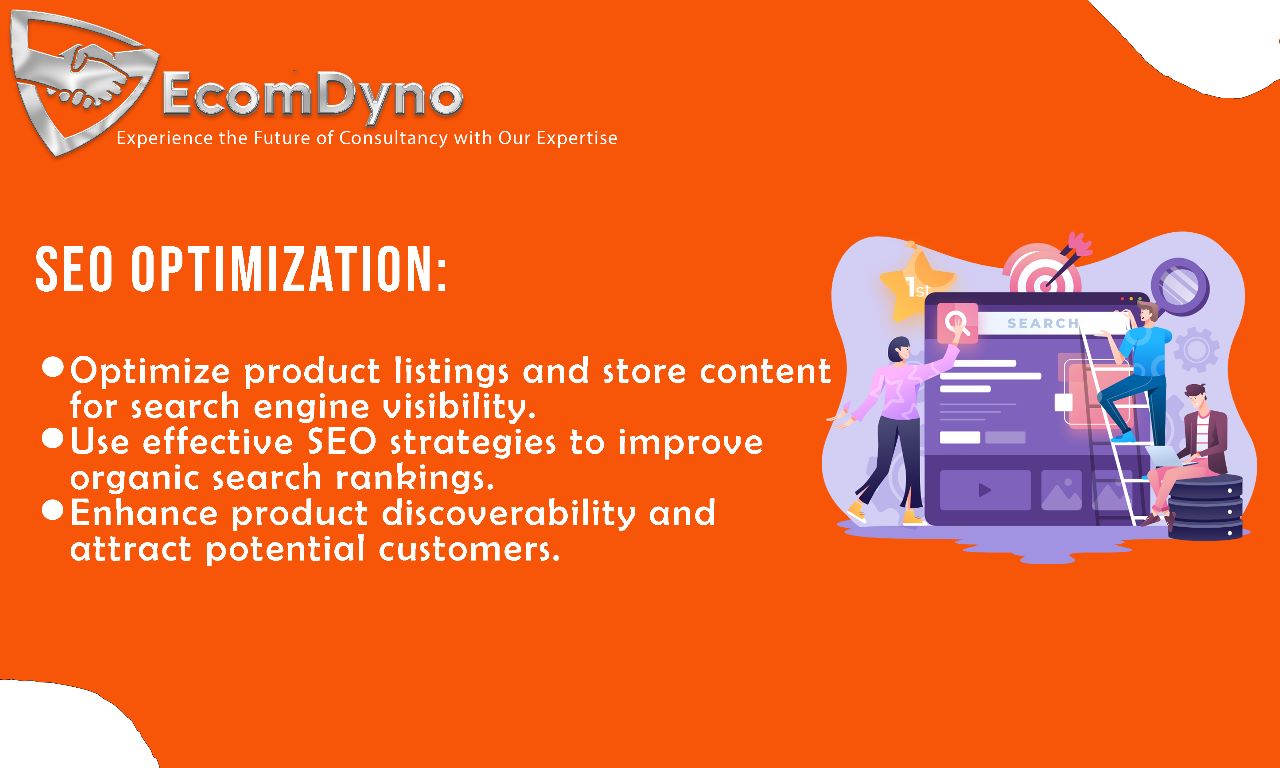 EcomDyno
Experience the Future of Consultancy with Our Expertise
SEO OPTIMIZATION:
●Optimize product listings and store content
for search engine visibility.
●Use effective SEO strategies to improve
organic search rankings.
●Enhance product discoverability and
attract potential customers.
1st
SEARCH